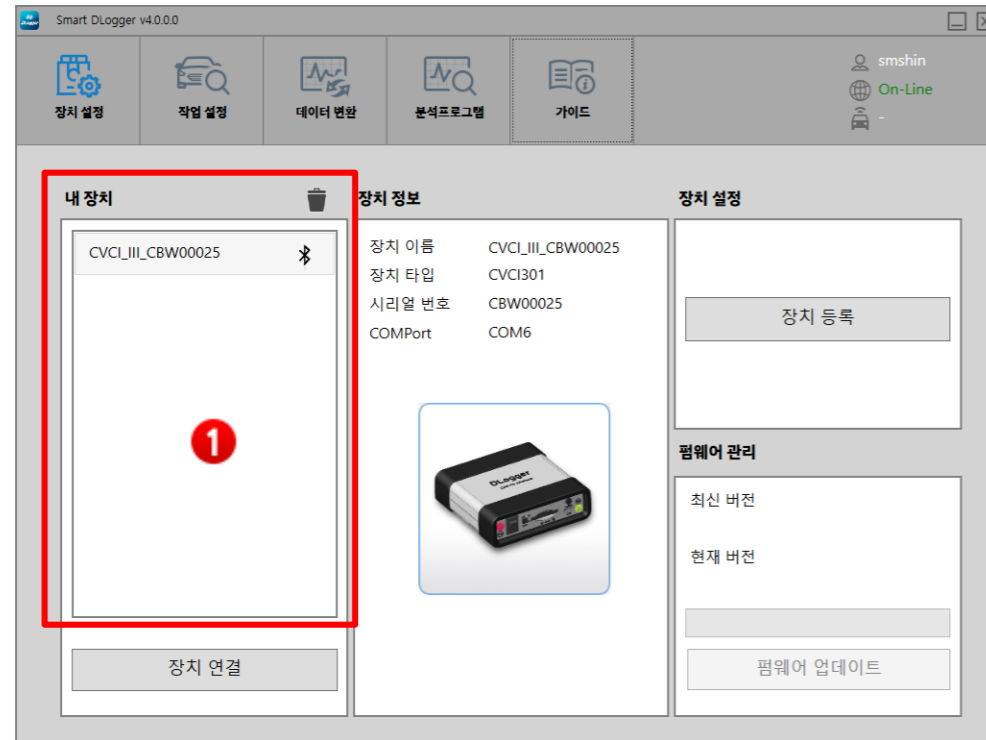 Smart DLogger v4.0.0.0
장치 설정
작업 설정
데이터 변환
분석프로그램
가이드
smshin
On-Line
-
내 장치
CVCI_III_CBW00025
1
장치 연결
장치 정보
장치 이름 CVCI_III_CBW00025
장치 타입 CVCI301
시리얼 번호 CBW00025
COMPort COM6
DLogger
장치 설정
장치 등록
펌웨어 관리
최신 버전
현재 버전
펌웨어 업데이트